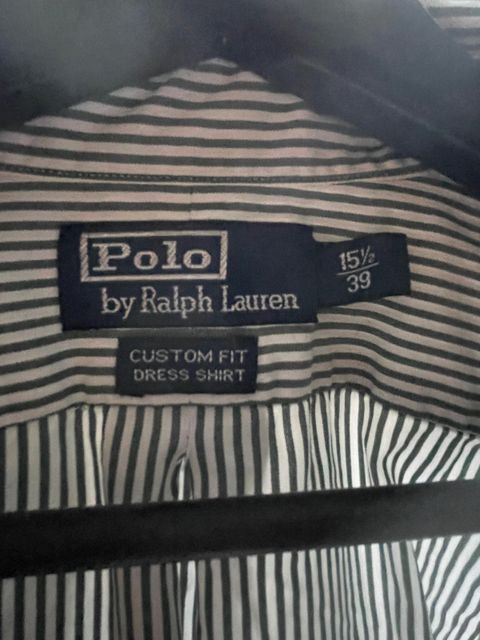 Polo
by Ralph Lauren
15½
39
CUSTOM FIT
DRESS SHIRT